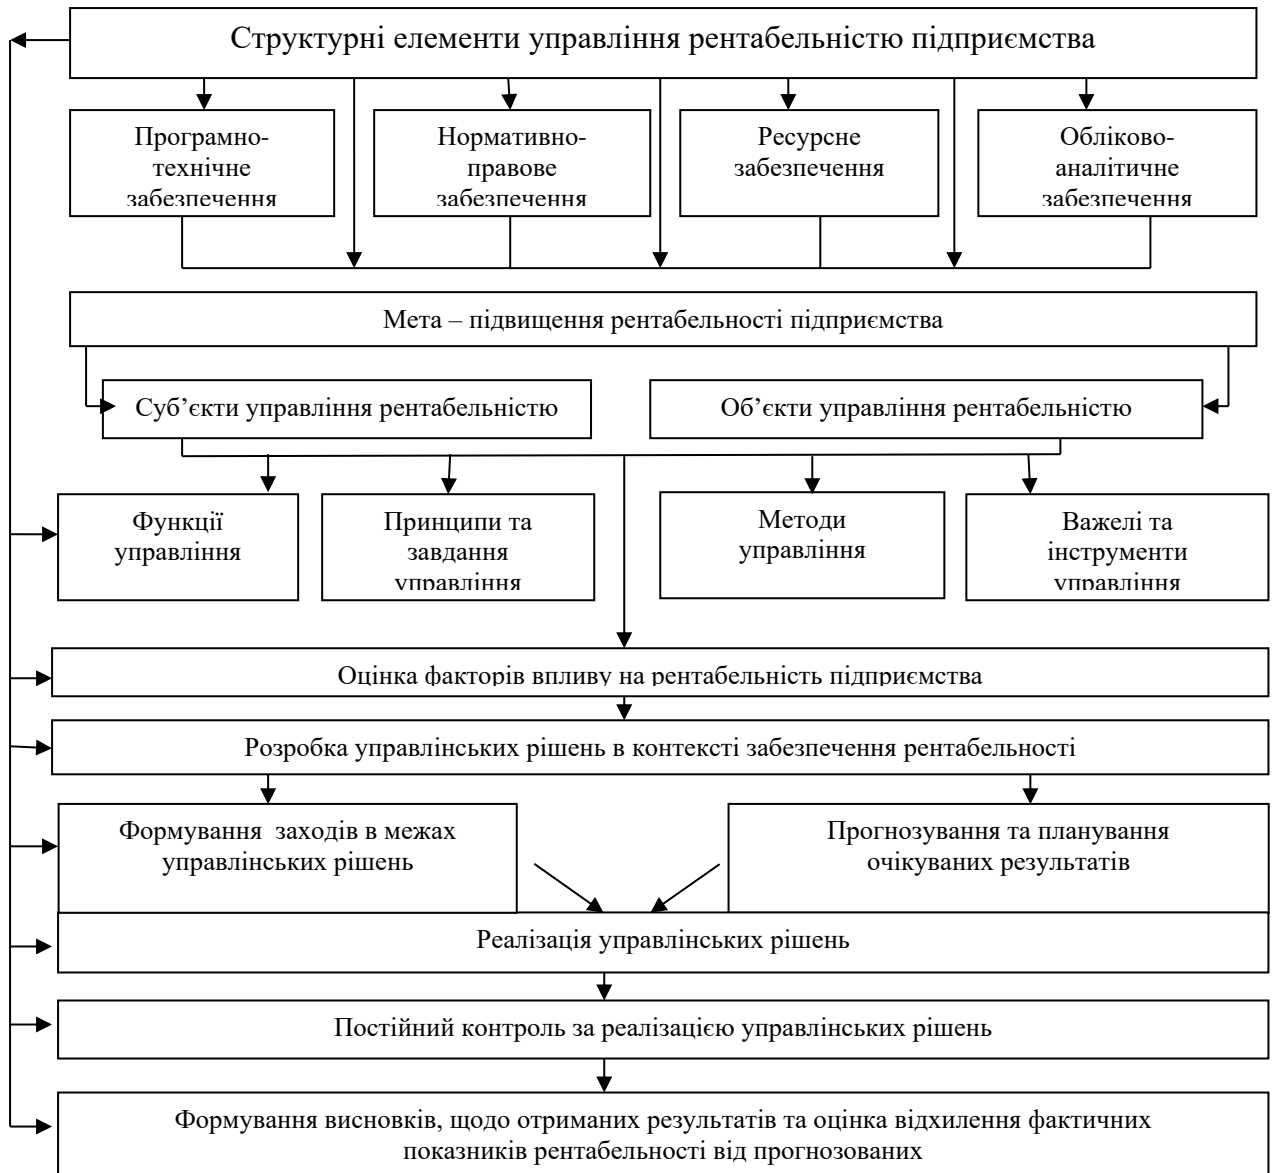 Структурні елементи управління рентабельністю підприємства
Програмно-
технічне
забезпечення
Нормативно-
правове
забезпечення
Ресурсне
забезпечення
Обліково-
аналітичне
забезпечення
Мета – підвищення рентабельності підприємства
Суб’єкти управління рентабельністю
Об’єкти управління рентабельністю
Функції
управління
Принципи та
завдання
управління
Методи
управління
Важелі та
інструменти
управління
Оцінка факторів впливу на рентабельність підприємства
Розробка управлінських рішень в контексті забезпечення рентабельності
Формування заходів в межах
управлінських рішень
Прогнозування та планування
очікуваних результатів
Реалізація управлінських рішень
Постійний контроль за реалізацією управлінських рішень
Формування висновків, щодо отриманих результатів та оцінка відхилення фактичних
показників рентабельності від прогнозованих